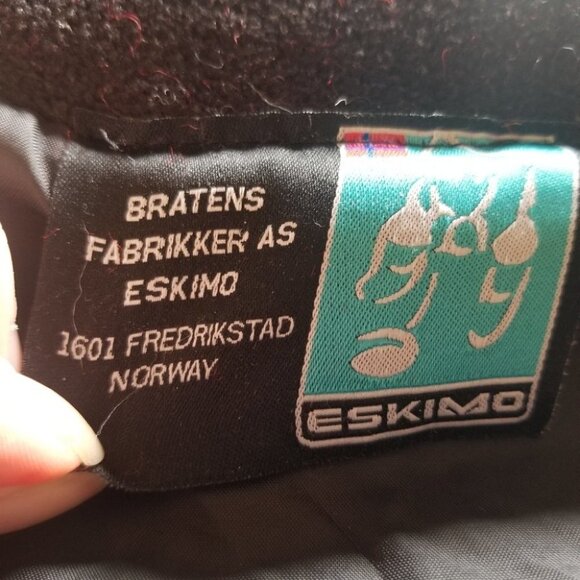 BRATENS
FABRIKKER AS
ESKIMO
1601 FREDRIKSTAD
NORWAY
ESKIMO